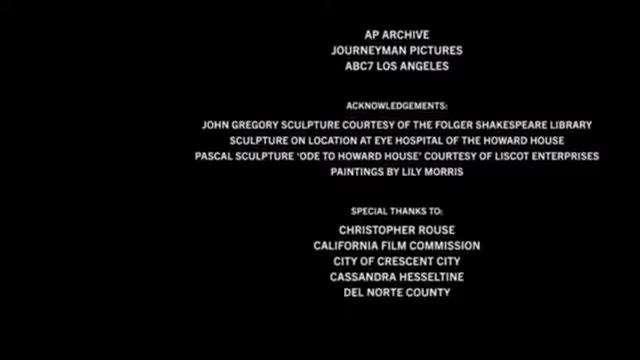 AP ARCHIVE
JOURNEYMAN PICTURES
ABC7 LOS ANGELES
ACKNOWLEDGEMENTS:
JOHN GREGORY SCULPTURE COURTESY OF THE FOLGER SHAKESPEARE LIBRARY
SCULPTURE ON LOCATION AT EYE HOSPITAL OF THE HOWARD HOUSE
PASCAL SCULPTURE 'ODE TO HOWARD HOUSE' COURTESY OF LISCOT ENTERPRISES
PAINTINGS BY LILY MORRIS
SPECIAL THANKS TO:
CHRISTOPHER ROUSE
CALIFORNIA FILM COMMISSION
CITY OF CRESCENT CITY
CASSANDRA HESSELTINE
DEL NORTE COUNTY